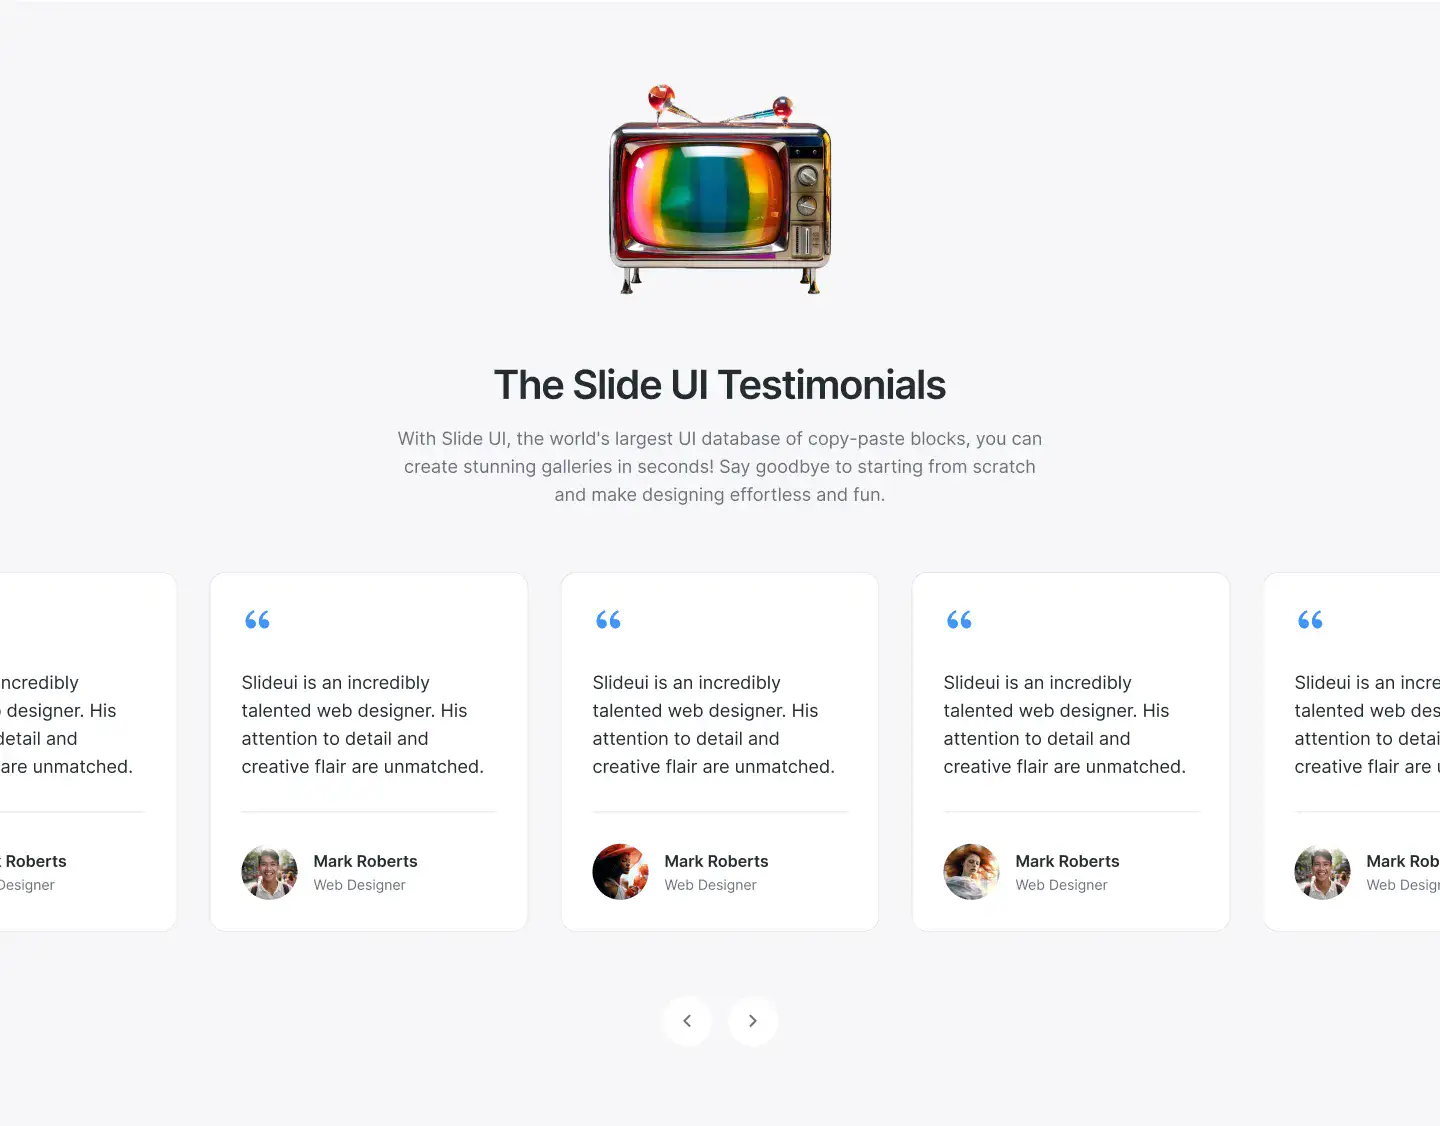 The Slide UI Testimonials
With Slide UI, the world's largest UI database of copy-paste blocks, you can
create stunning galleries in seconds! Say goodbye to starting from scratch
and make designing effortless and fun.
ncredibly
designer. His
detail and
are unmatched.
Roberts
Designer
“
Slideui is an incredibly
talented web designer. His
attention to detail and
creative flair are unmatched.
Mark Roberts
Web Designer
“
Slideui is an incredibly
talented web designer. His
attention to detail and
creative flair are unmatched.
Mark Roberts
Web Designer
“
Slideui is an incredibly
talented web designer. His
attention to detail and
creative flair are unmatched.
Mark Roberts
Web Designer
“
Slideui is an incre
talented web des
attention to detai
creative flair are
Mark Rob
Web Desig